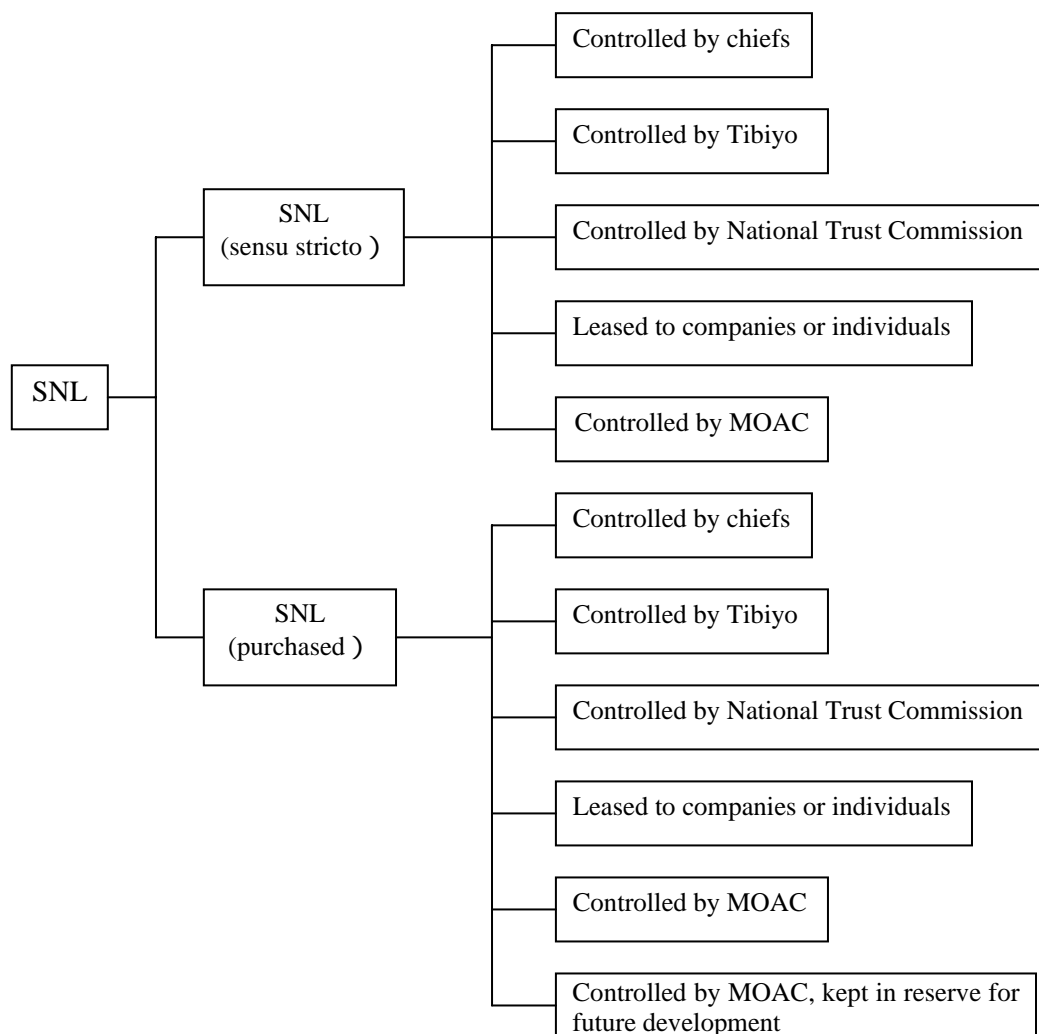 Controlled by chiefs
Controlled by Tibiyo
SNL
(sensu stricto )
Controlled by National Trust Commission
Leased to companies or individuals
SNL
Controlled by MOAC
Controlled by chiefs
SNL
(purchased )
Controlled by Tibiyo
Controlled by National Trust Commission
Leased to companies or individuals
Controlled by MOAC
Controlled by MOAC, kept in reserve for
future development